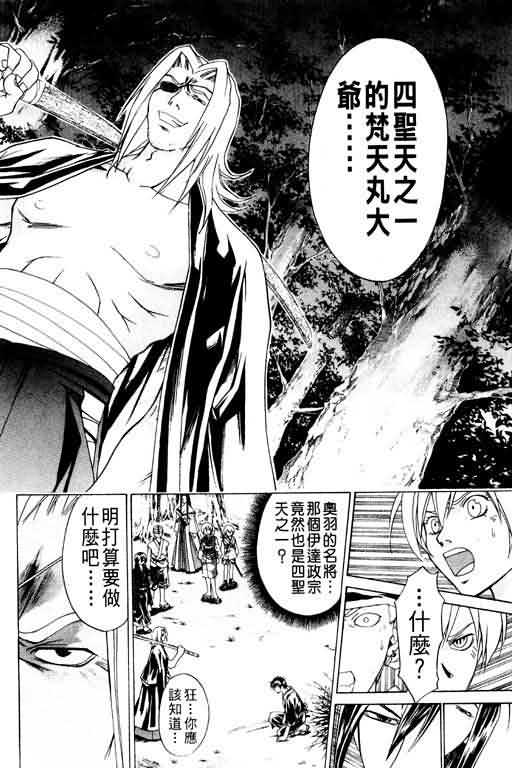 四聖天之一
的梵天丸大
爺……
…什麼？
奧羽的名將…
那個伊達政宗
竟然也是四聖
天之一？
狂…你應
該知道…
明打算要做
什麼吧……